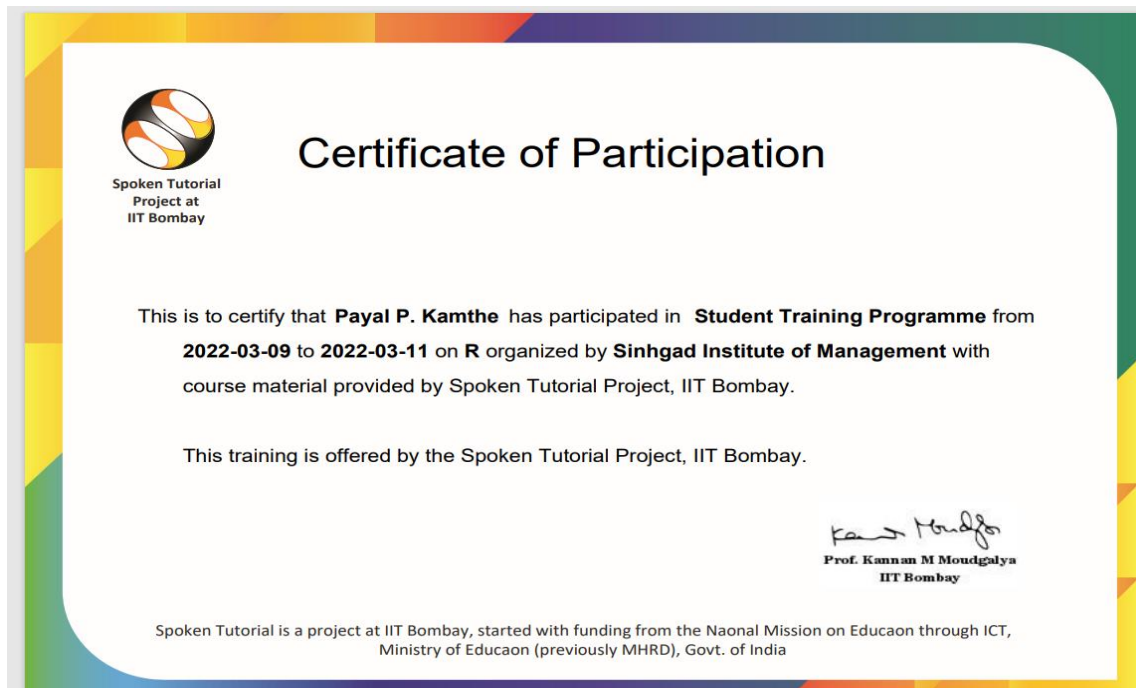 Spoken Tutorial
Project at
IIT Bombay
Certificate of Participation
This is to certify that Payal P. Kamthe has participated in Student Training Programme from
2022-03-09 to 2022-03-11 on R organized by Sinhgad Institute of Management with
course material provided by Spoken Tutorial Project, IIT Bombay.
This training is offered by the Spoken Tutorial Project, IIT Bombay.
Prof. Kannan M Moudgalya
IIT Bombay
Spoken Tutorial is a project at IIT Bombay, started with funding from the Naonal Mission on Educaon through ICT,
Ministry of Educaon (previously MHRD), Govt. of India